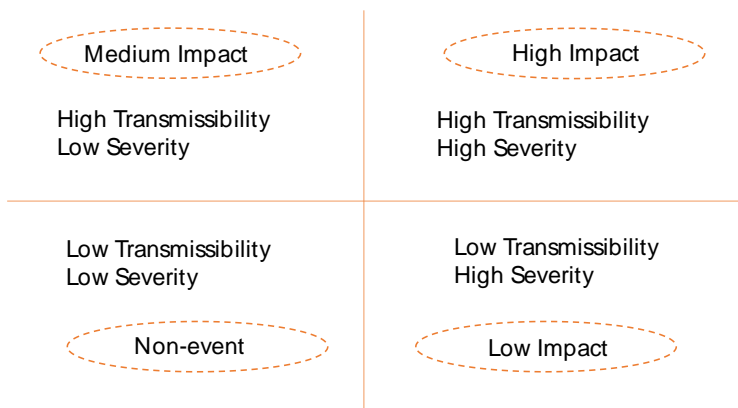 Medium Impact
High Transmissibility
Low Severity
High Impact
High Transmissibility
High Severity
Low Transmissibility
Low Severity
Non-event
Low Transmissibility
High Severity
Low Impact